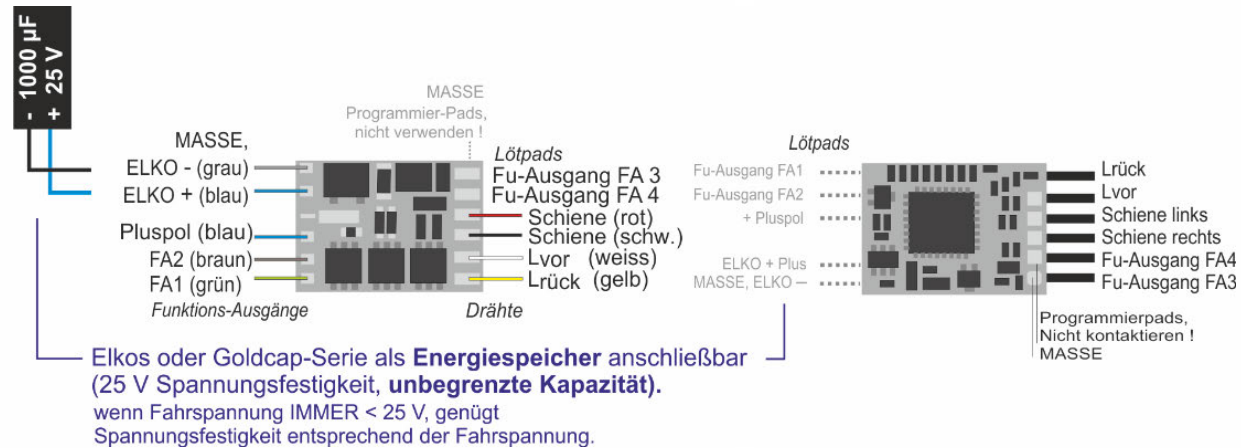 - 1000 µF
+ 25 V
MASSE
Programmier-Pads,
nicht verwenden !
MASSE,
ELKO - (grau)
ELKO + (blau)
Pluspol (blau)
FA2 (braun)
FA1 (grün)
Funktions-Ausgänge
Lötpads
Fu-Ausgang FA 3
Fu-Ausgang FA 4
Schiene (rot)
Schiene (schw.)
Lvor (weiss)
Lrück (gelb)
Drähte
Lötpads
Fu-Ausgang FA1
Fu-Ausgang FA2
+ Pluspol
ELKO + Plus
MASSE, ELKO –
Lrück
Lvor
Schiene links
Schiene rechts
Fu-Ausgang FA4
Fu-Ausgang FA3
Programmierpads,
Nicht kontaktieren !
MASSE
Elkos oder Goldcap-Serie als Energiespeicher anschließbar
(25 V Spannungsfestigkeit, unbegrenzte Kapazität).
wenn Fahrspannung IMMER < 25 V, genügt
Spannungsfestigkeit entsprechend der Fahrspannung.